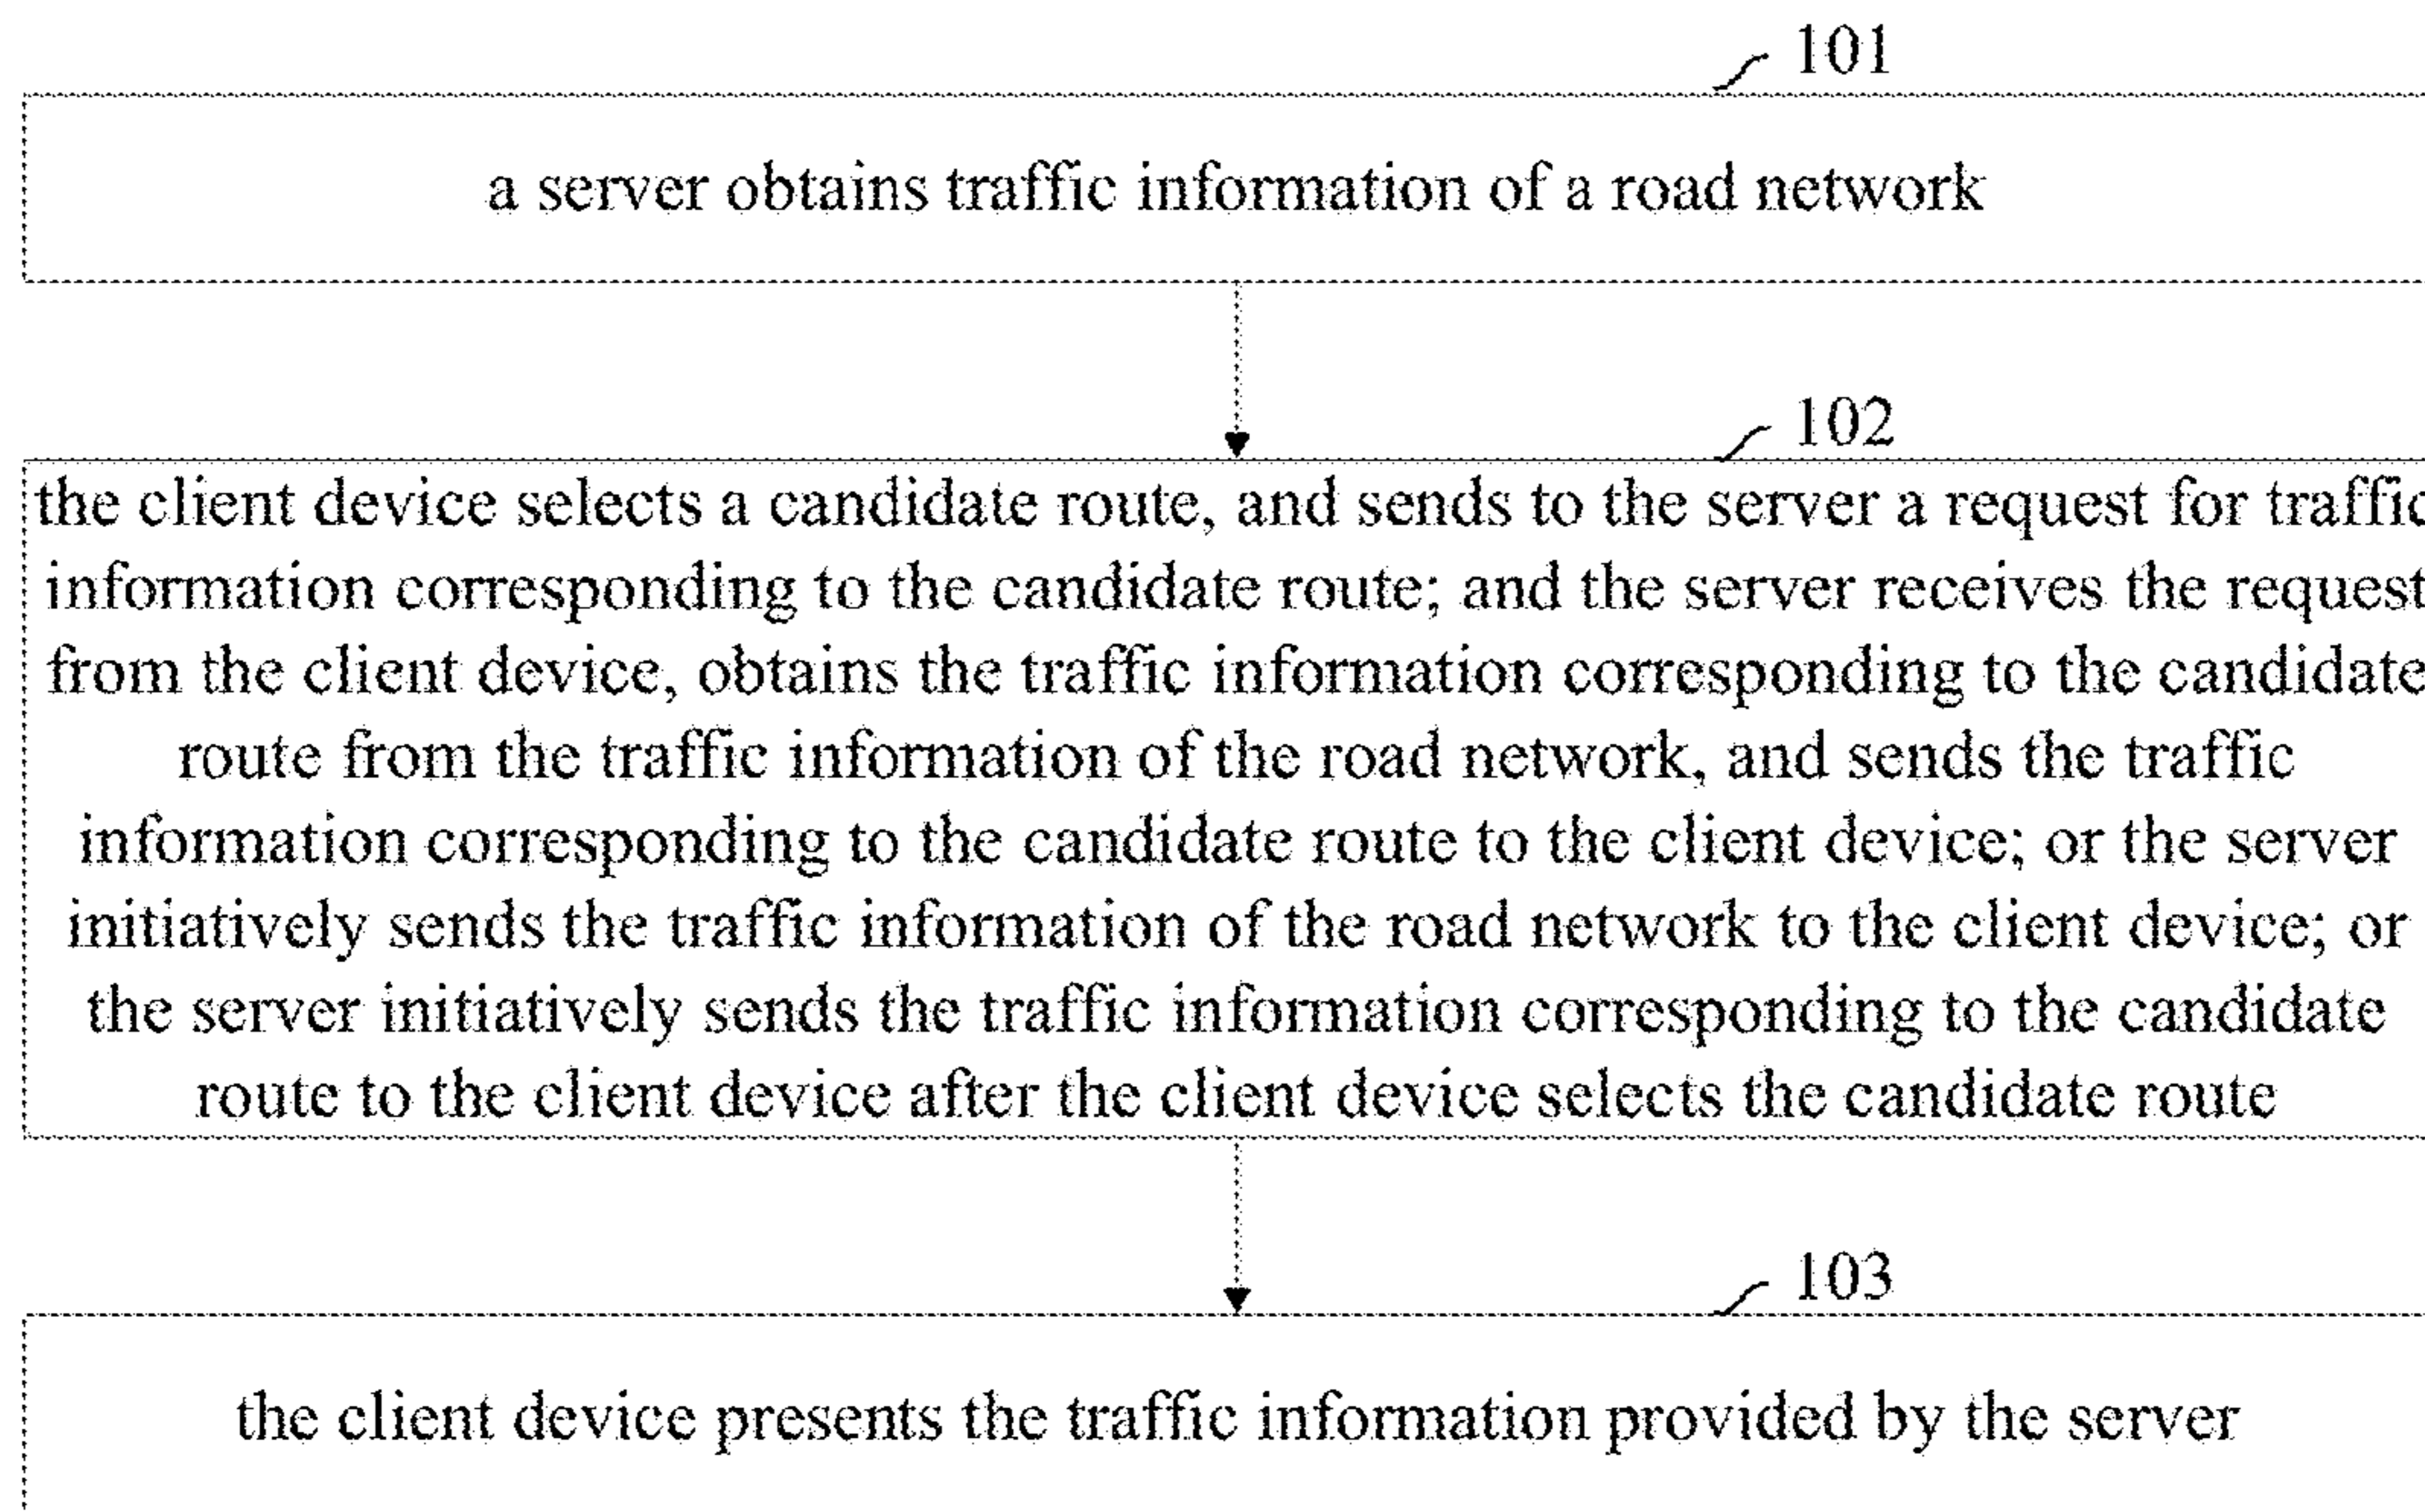 101
a server obtains traffic information of a road network
102
the client device selects a candidate route, and sends to the server a request for traffic
information corresponding to the candidate route; and the server receives the request
from the client device, obtains the traffic information corresponding to the candidate
route from the traffic information of the road network, and sends the traffic
information corresponding to the candidate route to the client device; or the server
initiatively sends the traffic information of the road network to the client device; or
the server initiatively sends the traffic information corresponding to the candidate
route to the client device after the client device selects the candidate route
103
the client device presents the traffic information provided by the server